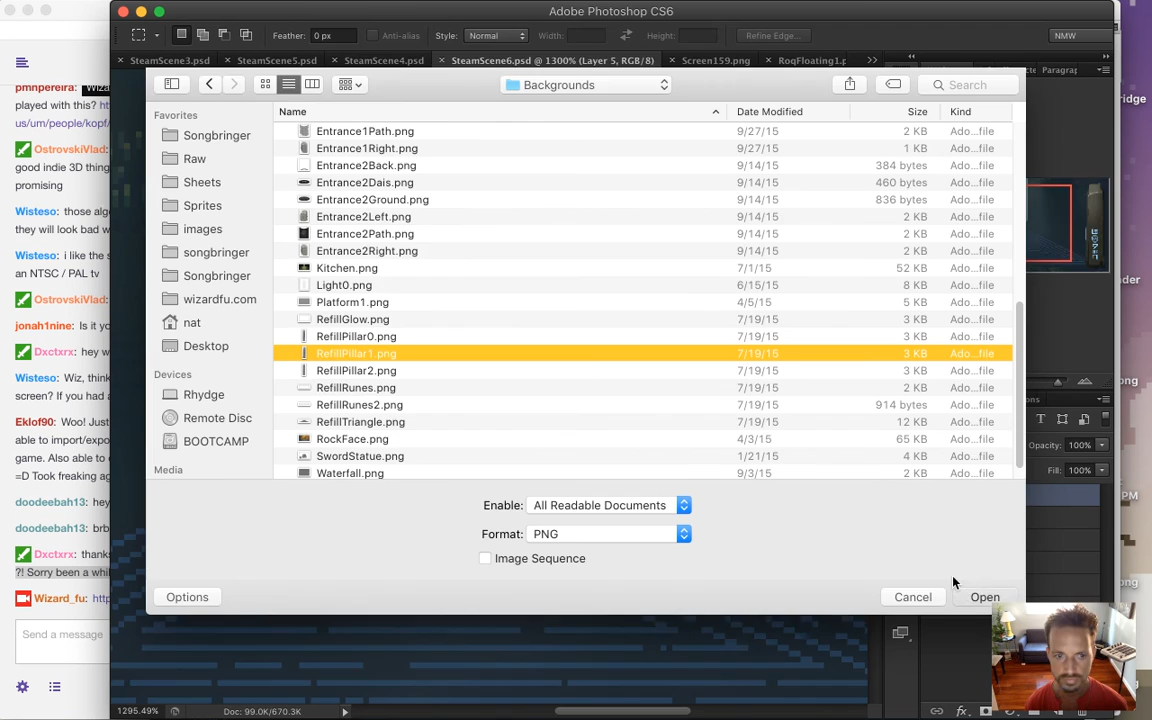 Adobe Photoshop CS6
Feather: 0 px Anti-alias Style: Normal Width: Height: Refine Edge... NMW
SteamScene3.psd SteamScene5.psd SteamScene4.psd SteamScene6.psd @ 1300% (Layer 5, RGB/8) Screen159.png RoqFloating1.p
Paragraph
Backgrounds
Search
Favorites
Songbringer
Raw
Sheets
Sprites
images
songbringer
Songbringer
wizardfu.com
nat
Desktop
Devices
Rhydge
Remote Disc
BOOTCAMP
Media
Name Date Modified Size Kind
Entrance1Path.png 9/27/15 2 KB Ado...file
Entrance1Right.png 9/27/15 1 KB Ado...file
Entrance2Back.png 9/14/15 384 bytes Ado...file
Entrance2Dais.png 9/14/15 460 bytes Ado...file
Entrance2Ground.png 9/14/15 836 bytes Ado...file
Entrance2Left.png 9/14/15 2 KB Ado...file
Entrance2Path.png 9/14/15 2 KB Ado...file
Entrance2Right.png 9/14/15 2 KB Ado...file
Kitchen.png 7/1/15 52 KB Ado...file
Light0.png 6/15/15 8 KB Ado...file
Platform1.png 4/5/15 5 KB Ado...file
RefillGlow.png 7/19/15 3 KB Ado...file
RefillPillar0.png 7/19/15 3 KB Ado...file
RefillPillar1.png 7/19/15 3 KB Ado...file
RefillPillar2.png 7/19/15 3 KB Ado...file
RefillRunes.png 7/19/15 2 KB Ado...file
RefillRunes2.png 7/19/15 914 bytes Ado...file
RefillTriangle.png 7/19/15 12 KB Ado...file
RockFace.png 4/3/15 65 KB Ado...file
SwordStatue.png 1/21/15 4 KB Ado...file
Waterfall.png 9/3/15 2 KB Ado...file
Enable: All Readable Documents
Format: PNG
Image Sequence
Options Cancel Open
pmnpereira: Wiza
played with this? http
us/um/people/kopf/
OstrovskiVlad:
good indie 3D thing
promising
Wisteso: those algo
they will look bad w
Wisteso: i like the s
an NTSC / PAL tv
OstrovskiVlad:
jonah1nine: Is it yo
Dxctxrx: hey w
Wisteso: Wiz, think
screen? If you had a
Eklof90: Woo! Just
able to import/expo
game. Also able to
=D Took freaking ag
doodeebah13: hey
doodeebah13: brb
Dxctxrx: thanks
?! Sorry been a whil
Wizard_fu: http
Send a message
Opacity: 100%
Fill: 100%
1295.49% Doc: 99.0K/670.3K
ridge
der
png
PM
png